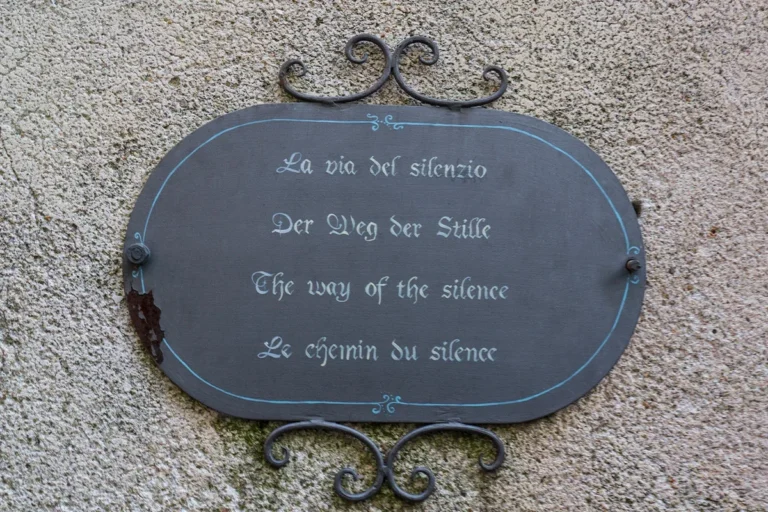 La via del silenzio
Der Weg der Stille
The way of the silence
Le chemin du silence